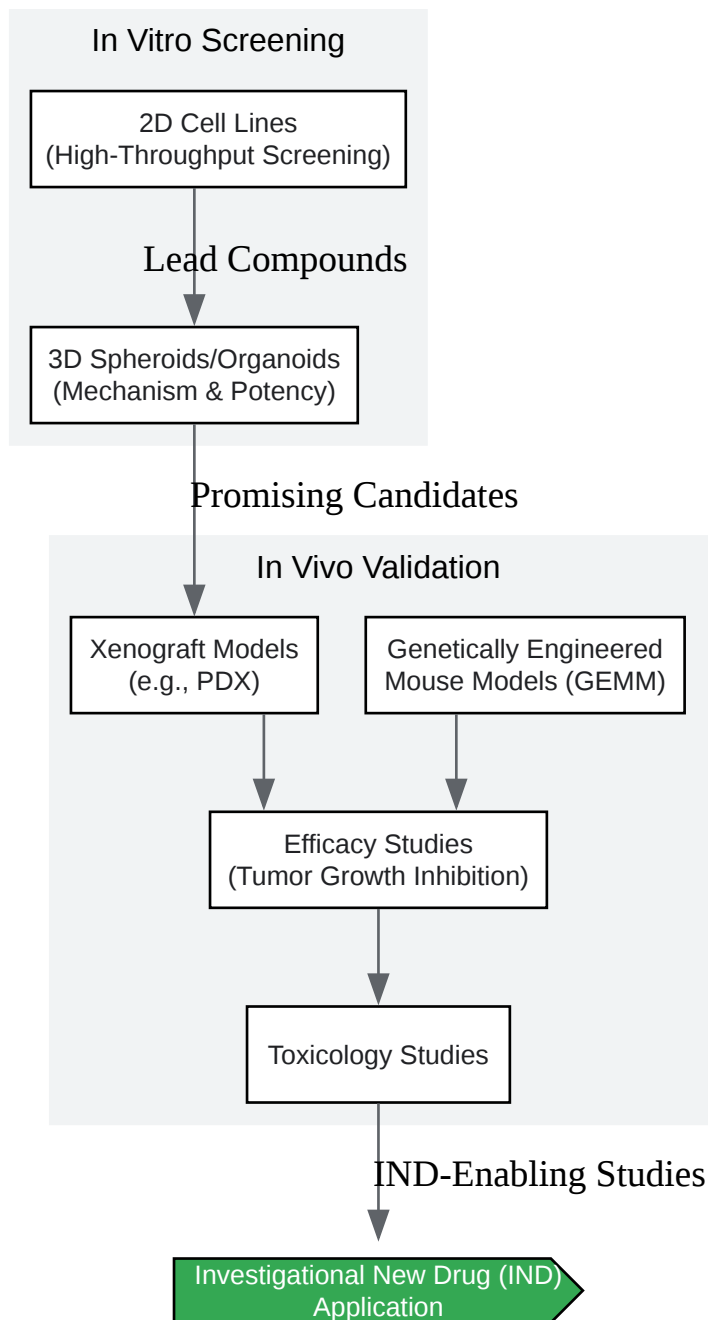 In Vitro Screening
2D Cell Lines
(High-Throughput Screening)
Lead Compounds
3D Spheroids/Organoids
(Mechanism & Potency)
Promising Candidates
In Vivo Validation
Xenograft Models
(e.g., PDX)
Genetically Engineered
Mouse Models (GEMM)
Efficacy Studies
(Tumor Growth Inhibition)
Toxicology Studies
IND-Enabling Studies
Investigational New Drug (IND)
Application